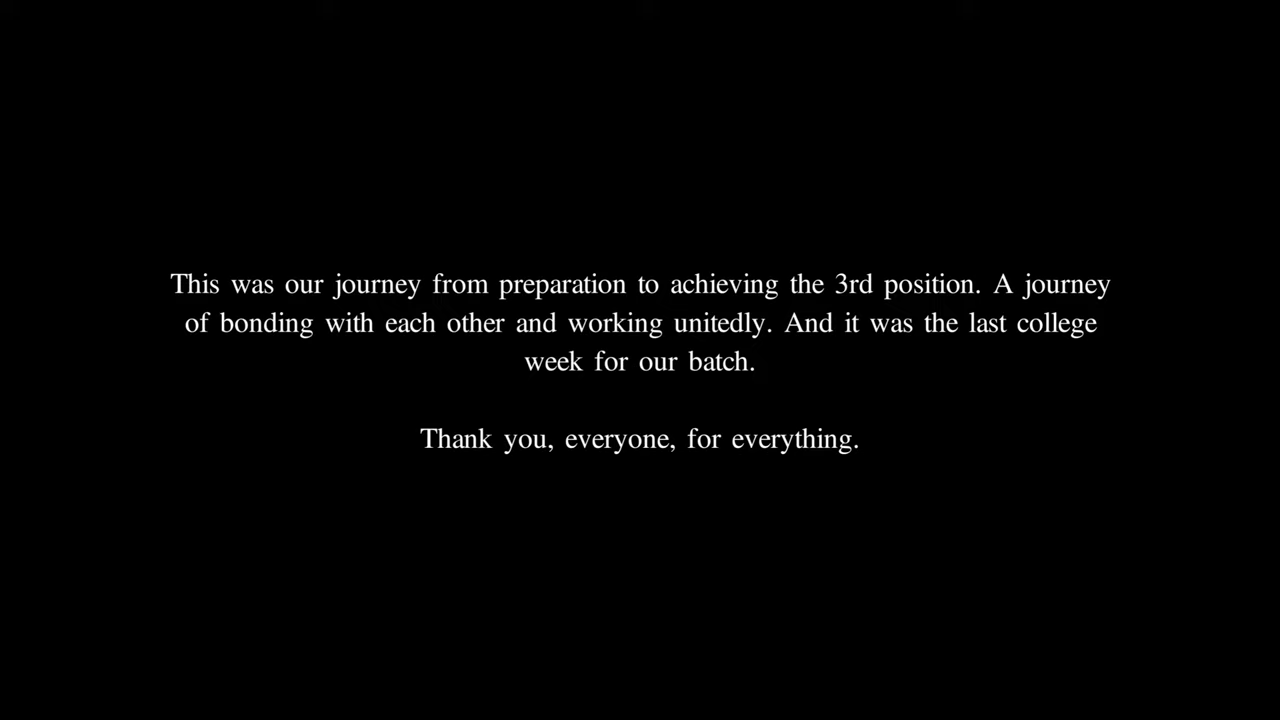 This was our journey from preparation to achieving the 3rd position. A journey
of bonding with each other and working unitedly. And it was the last college
week for our batch.
Thank you, everyone, for everything.